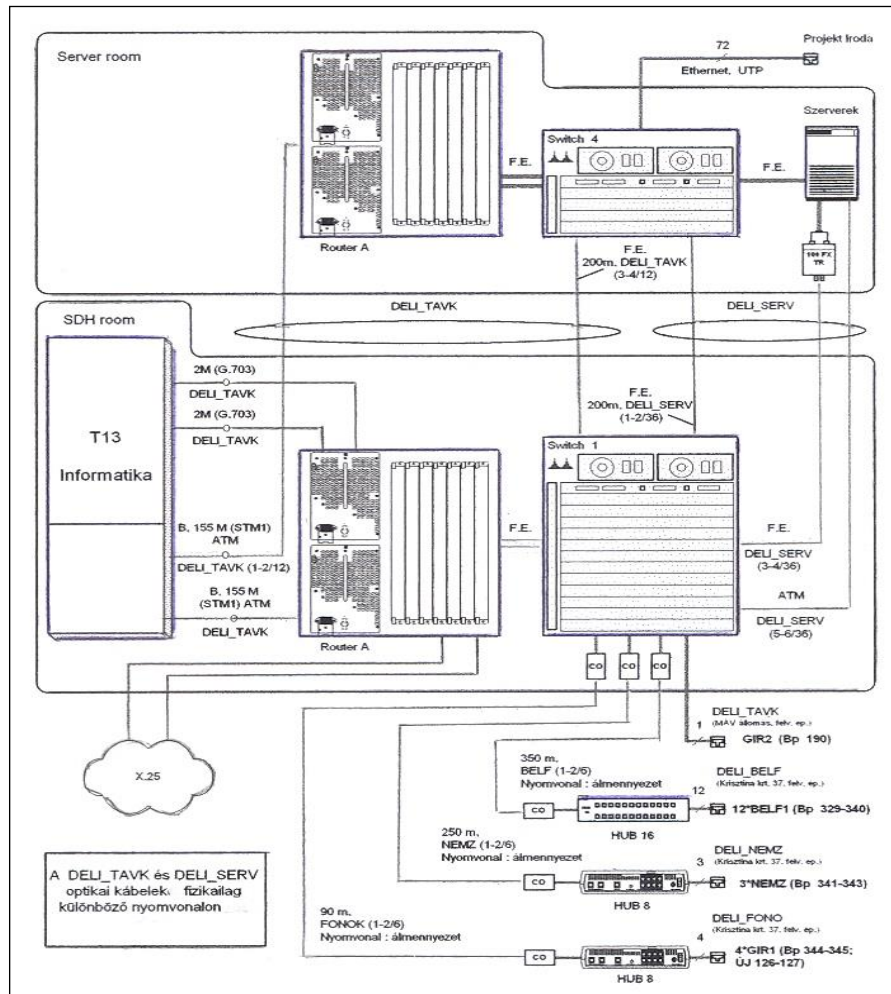 Server room
72
Ethernet, UTP
Projekt Iroda
Szerverek
Switch 4
F.E.
F.E.
Router A
100 FX
TR
F.E.
200m, DELI_TAVK
(3-4/12)
DELI_TAVK
DELI_SERV
SDH room
2M (G.703)
DELI_TAVK
2M (G.703)
DELI_TAVK
T13
Informatika
F.E.
200m, DELI_SERV
(1-2/36)
Switch 1
F.E.
B, 155 M (STM1)
ATM
DELI_TAVK (1-2/12)
B, 155 M
(STM1) ATM
DELI_TAVK
Router A
F.E.
DELI_SERV
(3-4/36)
ATM
DELI_SERV
(5-6/36)
CO
CO
CO
X.25
1
DELI_TAVK
(MÁV állomás, felv. ép.)
GIR2 (Bp 190)
350 m,
BELF (1-2/6)
Nyomvonal : álmennyezet
CO
HUB 16
12
DELI_BELF
(Krisztina krt. 37. felv. ép.)
12*BELF1 (Bp 329-340)
250 m,
NEMZ (1-2/6)
Nyomvonal : álmennyezet
CO
HUB 8
3
DELI_NEMZ
(Krisztina krt. 37. felv. ép.)
3*NEMZ (Bp 341-343)
90 m,
FONOK (1-2/6)
Nyomvonal : álmennyezet
CO
HUB 8
4
DELI_FONO
(Krisztina krt. 37. felv. ép.)
4*GIR1 (Bp 344-345;
ÚJ 126-127)
A DELI_TAVK és DELI_SERV
optikai kábelek fizikailag
különböző nyomvonalon